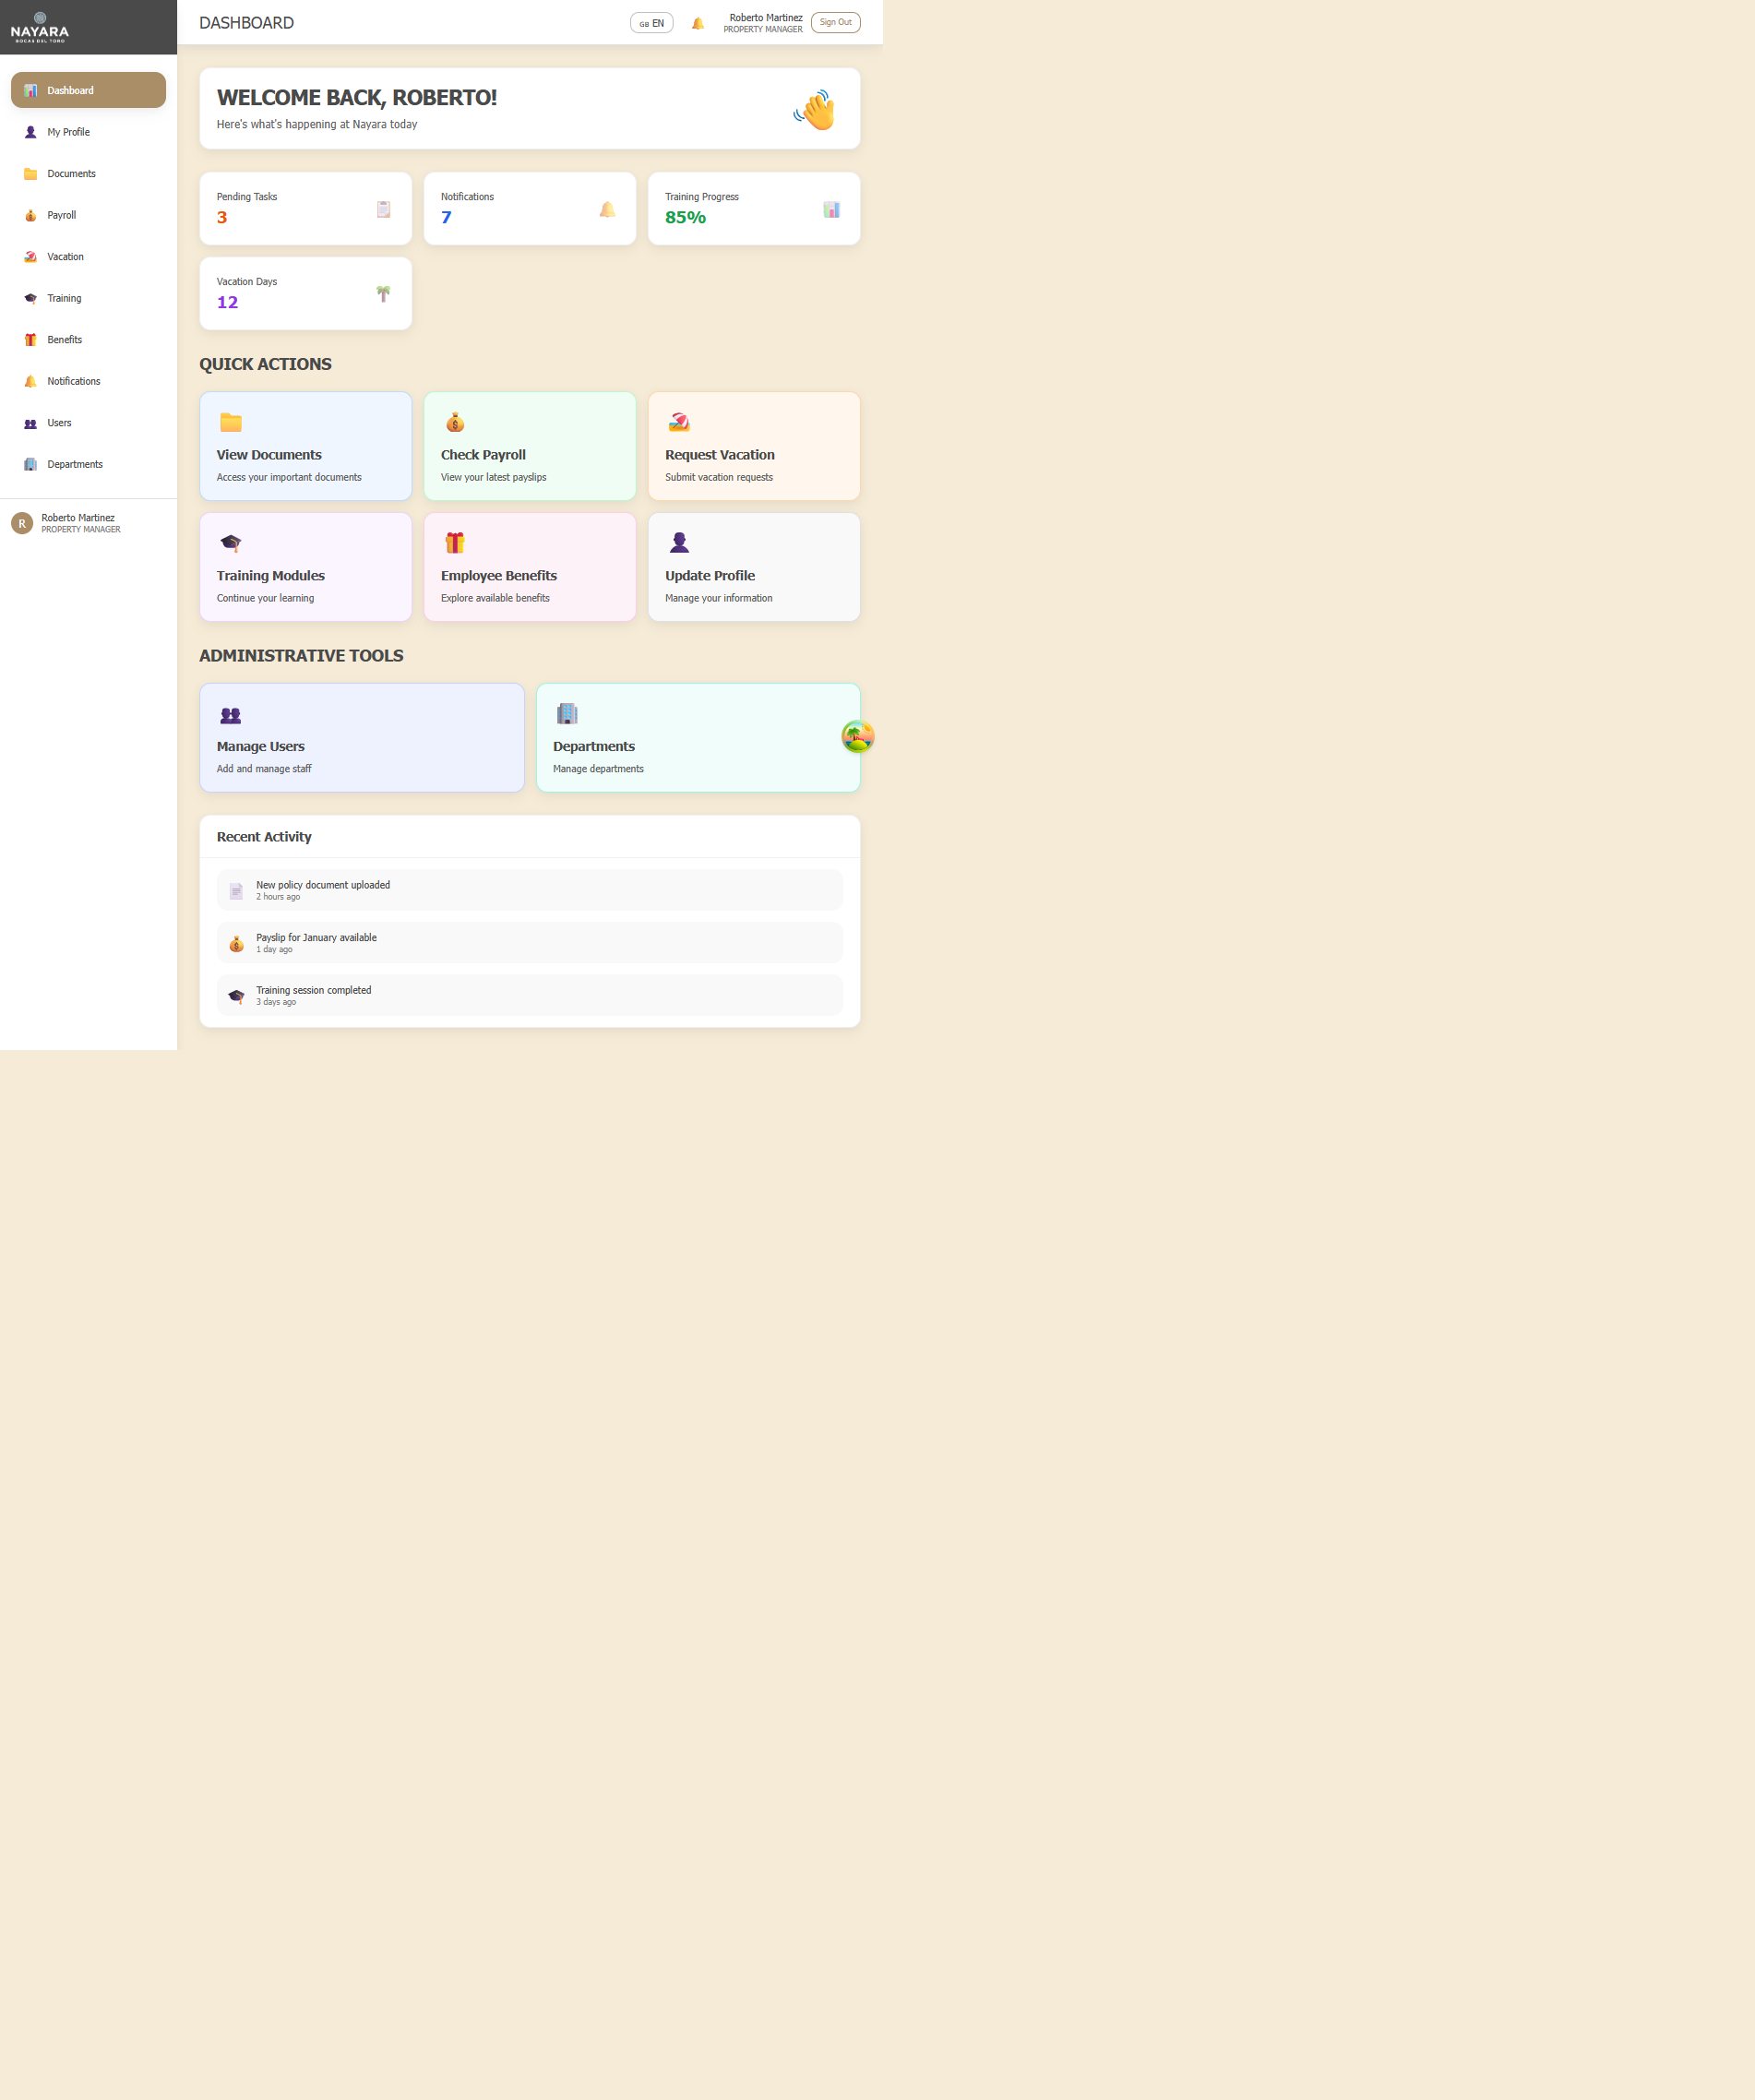 NAYARA
BOCAS DEL TORO
DASHBOARD
GB EN
Roberto Martinez
PROPERTY MANAGER
Sign Out
Dashboard
My Profile
Documents
Payroll
Vacation
Training
Benefits
Notifications
Users
Departments
R
Roberto Martinez
PROPERTY MANAGER
WELCOME BACK, ROBERTO!
Here's what's happening at Nayara today
Pending Tasks
3
Notifications
7
Training Progress
85%
Vacation Days
12
QUICK ACTIONS
View Documents
Access your important documents
Check Payroll
View your latest payslips
Request Vacation
Submit vacation requests
Training Modules
Continue your learning
Employee Benefits
Explore available benefits
Update Profile
Manage your information
ADMINISTRATIVE TOOLS
Manage Users
Add and manage staff
Departments
Manage departments
Recent Activity
New policy document uploaded
2 hours ago
Payslip for January available
1 day ago
Training session completed
3 days ago